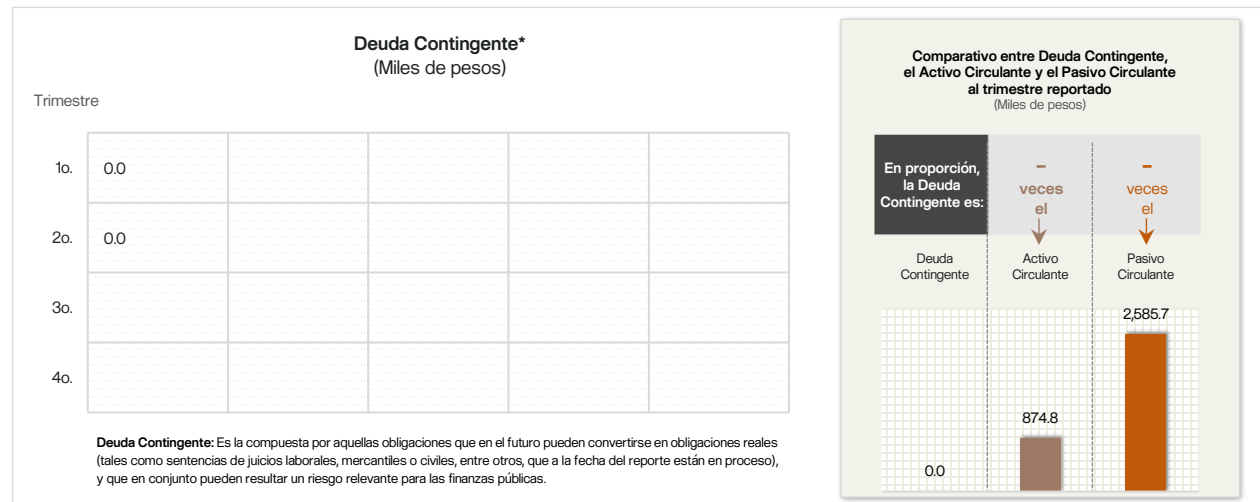 Deuda Contingente*
(Miles de pesos)
Trimestre
1o.
0.0
2o.
0.0
3o.
4o.
Deuda Contingente: Es la compuesta por aquellas obligaciones que en el futuro pueden convertirse en obligaciones reales
(tales como sentencias de juicios laborales, mercantiles o civiles, entre otros, que a la fecha del reporte están en proceso),
y que en conjunto pueden resultar un riesgo relevante para las finanzas públicas.
Comparativo entre Deuda Contingente,
el Activo Circulante y el Pasivo Circulante
al trimestre reportado
(Miles de pesos)
En proporción,
la Deuda
Contingente es:
–
veces
el
–
veces
el
Deuda
Contingente
Activo
Circulante
Pasivo
Circulante
0.0
874.8
2,585.7